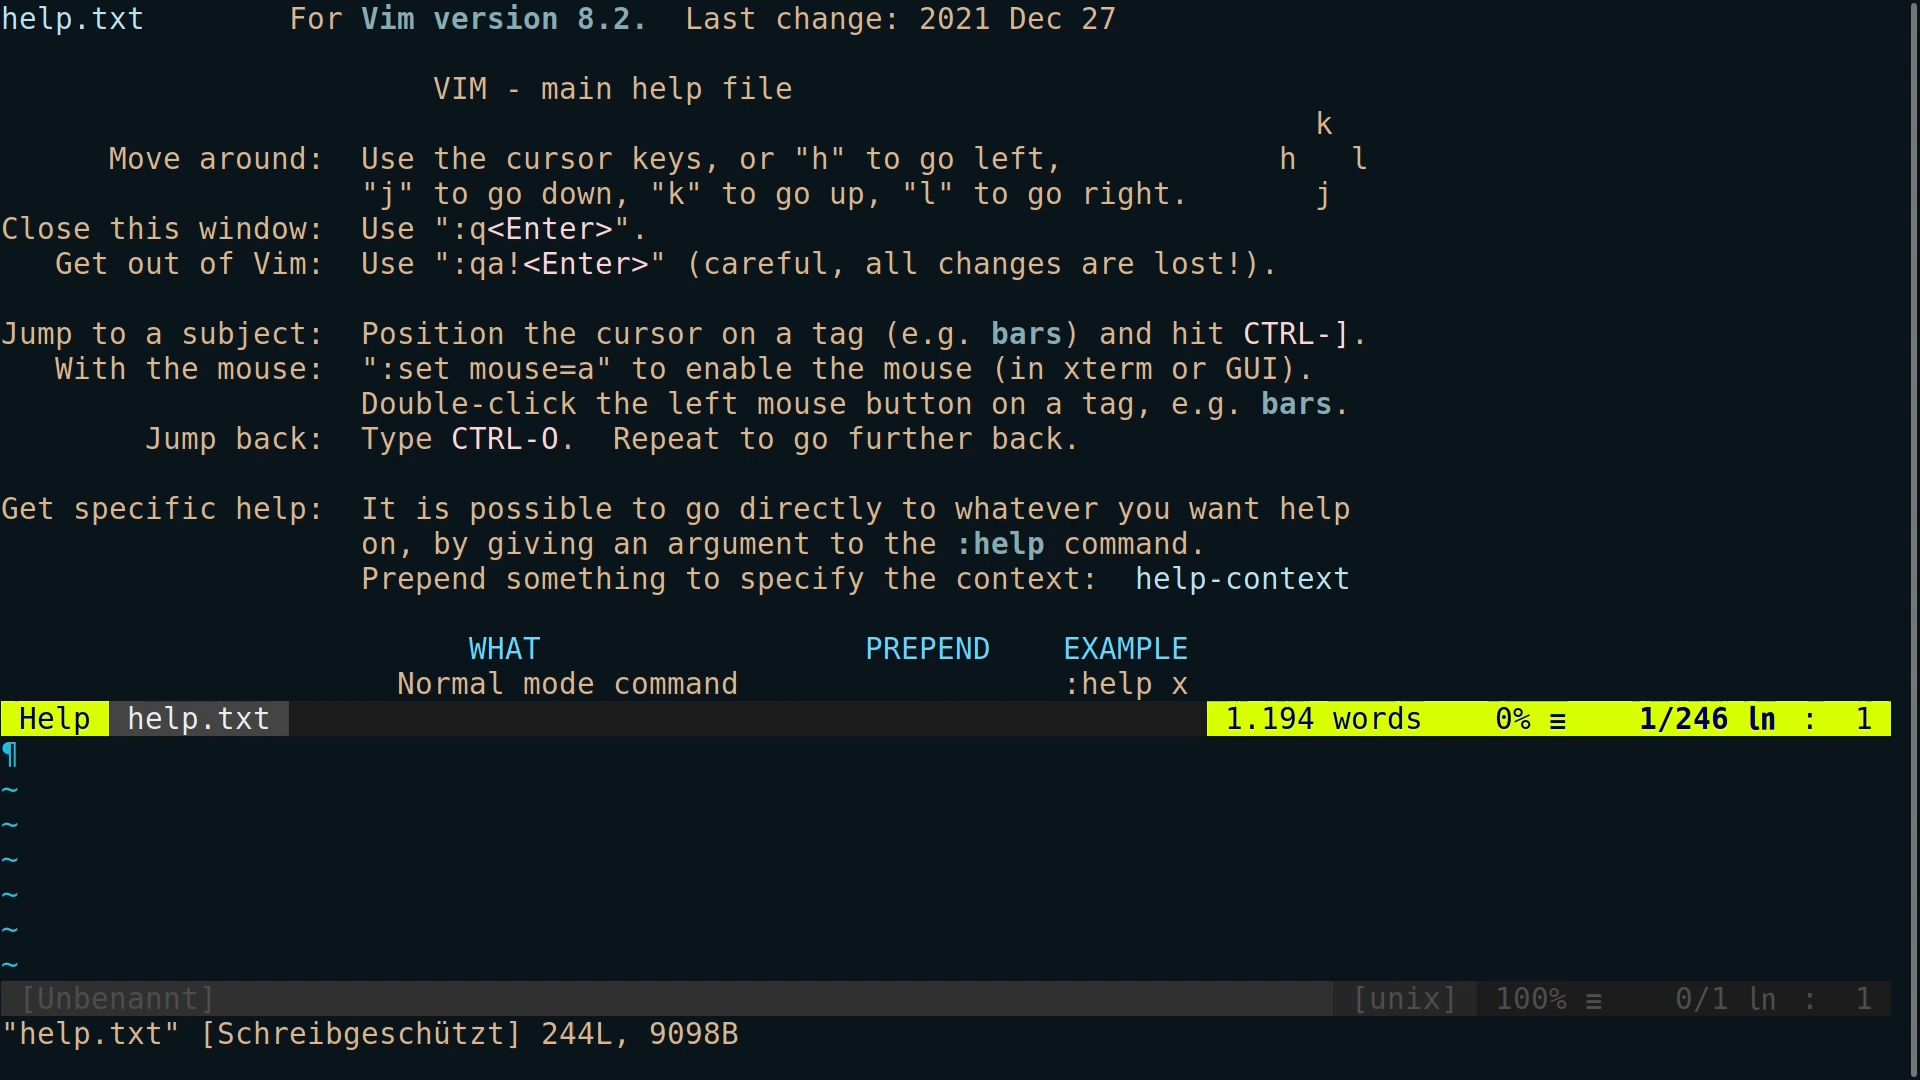 help.txt        For Vim version 8.2.  Last change: 2021 Dec 27
VIM - main help file
k
Move around:  Use the cursor keys, or "h" to go left,            h   l
"j" to go down, "k" to go up, "l" to go right.       j
Close this window:  Use ":q<Enter>".
Get out of Vim:  Use ":qa!<Enter>" (careful, all changes are lost!).
Jump to a subject:  Position the cursor on a tag (e.g. bars) and hit CTRL-].
With the mouse:  ":set mouse=a" to enable the mouse (in xterm or GUI).
Double-click the left mouse button on a tag, e.g. bars.
Jump back:  Type CTRL-O.  Repeat to go further back.
Get specific help:  It is possible to go directly to whatever you want help
on, by giving an argument to the :help command.
Prepend something to specify the context:  help-context
WHAT                  PREPEND    EXAMPLE
Normal mode command                  :help x
Help  help.txt  1.194 words    0% ≡    1/246 ln :  1
¶
~
~
~
~
~
~
[Unbenannt]  [unix]  100% ≡    0/1 ln :  1
"help.txt" [Schreibgeschützt] 244L, 9098B